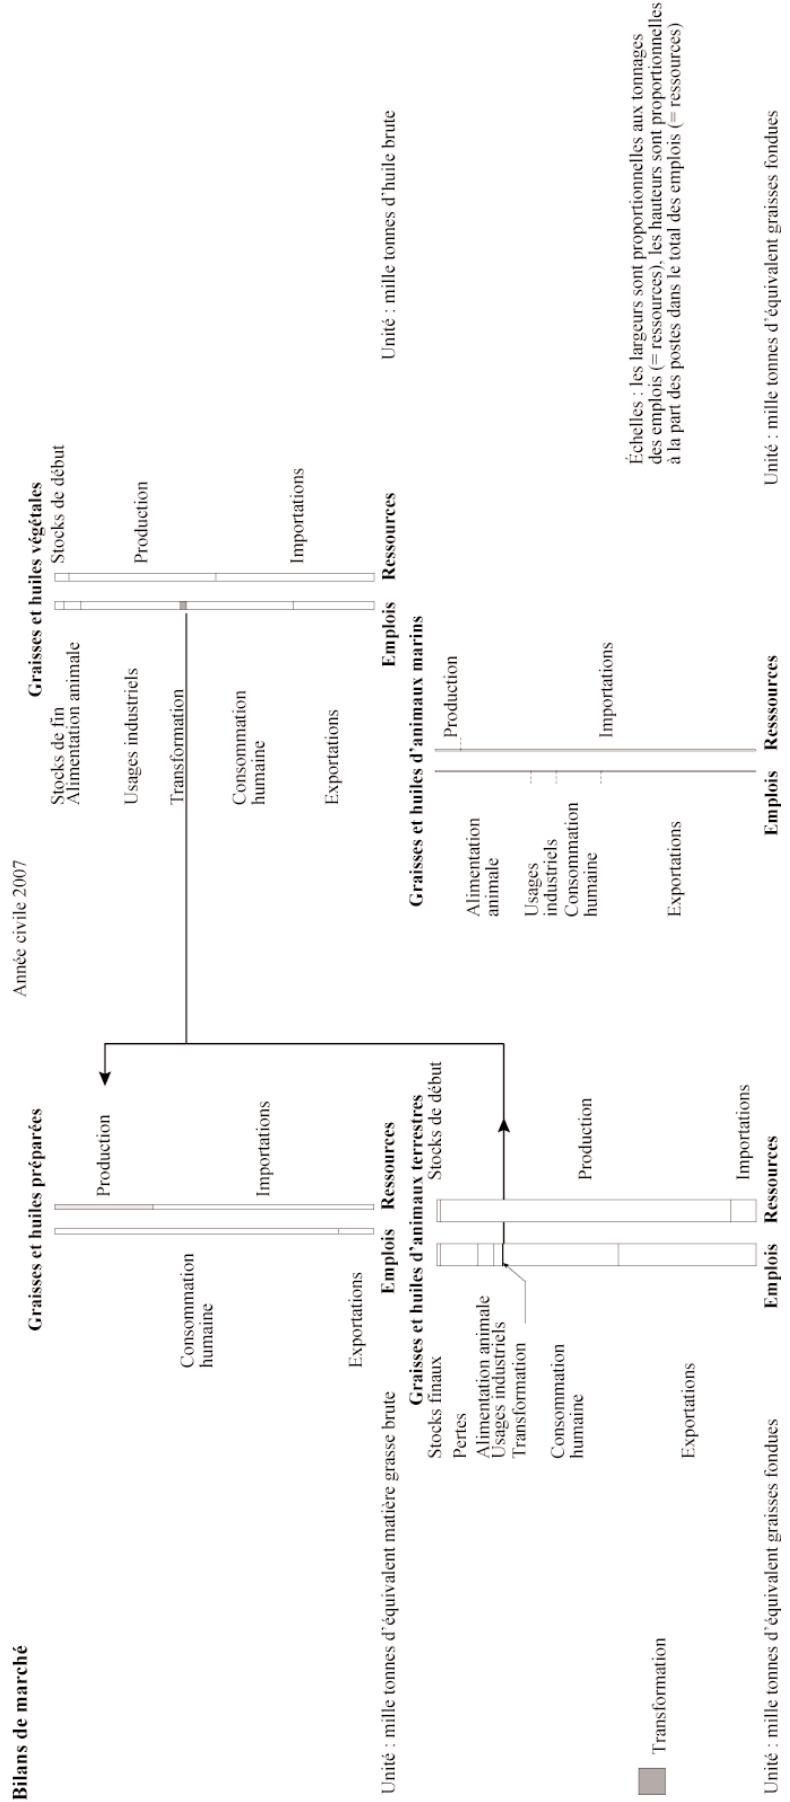 Bilans de marché
Année civile 2007
Graisses et huiles préparées
Production
Consommation
humaine
Importations
Exportations
Emplois
Ressources
Unité : mille tonnes d'équivalent matière grasse brute
Graisses et huiles végétales
Stocks de fin
Alimentation animale
Stocks de début
Usages industriels
Production
Transformation
Consommation
humaine
Importations
Exportations
Emplois
Ressources
Unité : mille tonnes d'huile brute
Graisses et huiles d'animaux terrestres
Stocks finaux
Stocks de début
Pertes
Alimentation animale
Usages industriels
Transformation
Consommation
humaine
Production
Exportations
Importations
Emplois
Ressources
Transformation
Unité : mille tonnes d'équivalent graisses fondues
Graisses et huiles d'animaux marins
Production
Alimentation
animale
Usages
industriels
Consommation
humaine
Importations
Exportations
Emplois
Resssources
Échelles : les largeurs sont proportionnelles aux tonnages
des emplois (= ressources), les hauteurs sont proportionnelles
à la part des postes dans le total des emplois (= ressources)
Unité : mille tonnes d'équivalent graisses fondues